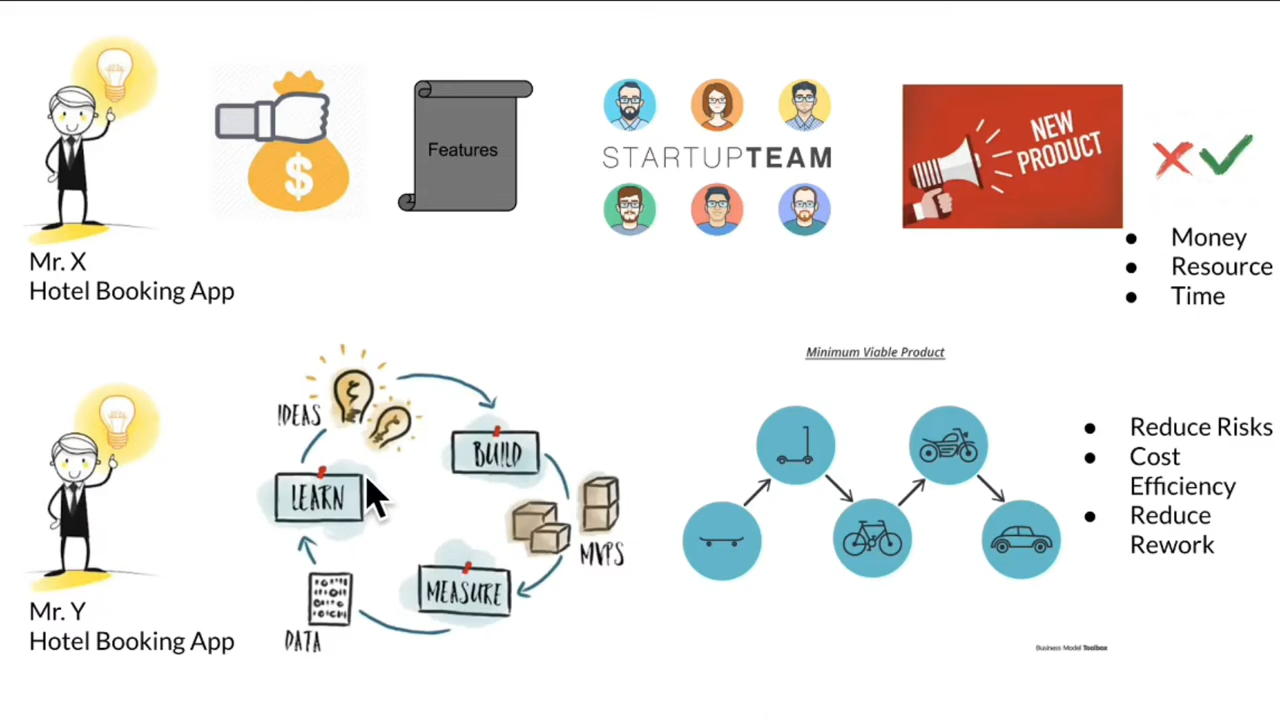 Features
STARTUPTEAM
NEW
PRODUCT
Mr. X
Hotel Booking App
● Money
● Resource
● Time
IDEAS
BUILD
MVPS
MEASURE
DATA
LEARN
Mr. Y
Hotel Booking App
Minimum Viable Product
● Reduce Risks
● Cost
Efficiency
● Reduce
Rework
Business Model Toolbox